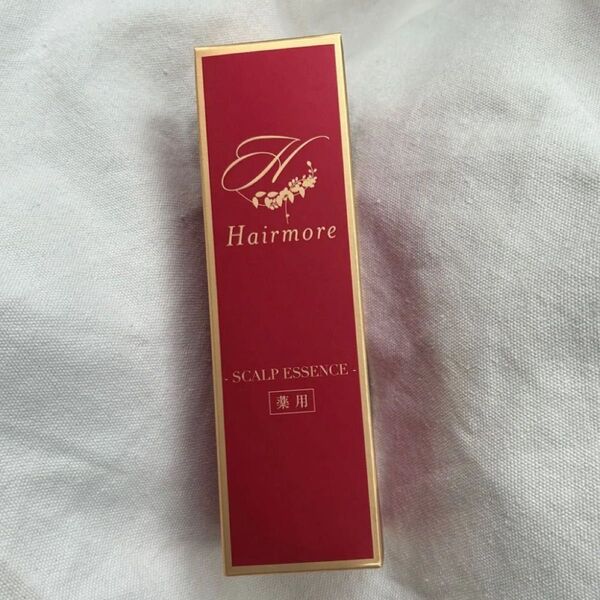 H
Hairmore
- SCALP ESSENCE -
薬用